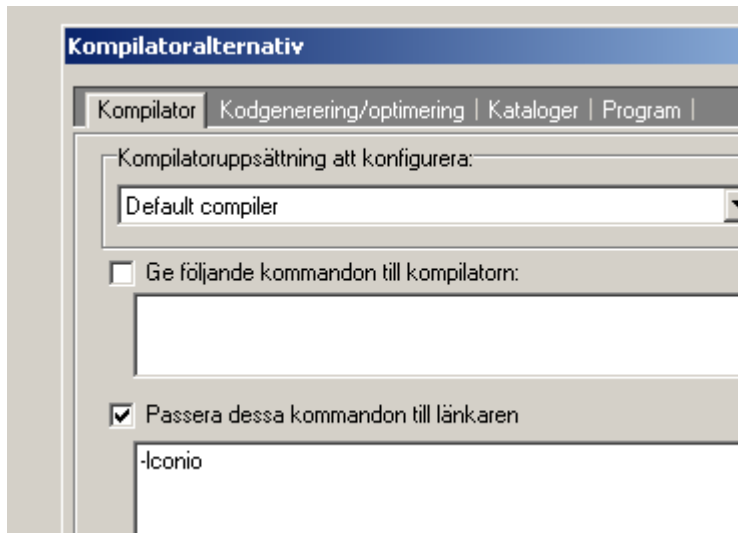 Kompilatoralternativ
Kompilator Kodgenerering/optimering Kataloger Program
Kompilatoruppsättning att konfigurera:
Default compiler
Ge följande kommandon till kompilatorn:
Passera dessa kommandon till länkaren
-lconio